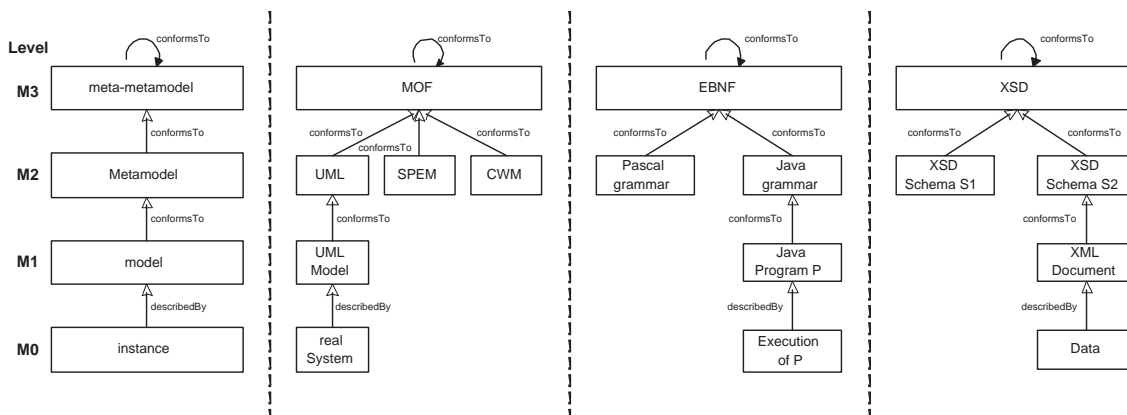 Level
conformsTo
conformsTo
conformsTo
conformsTo
M3
meta-metamodel
MOF
EBNF
XSD
conformsTo
conformsTo
conformsTo
conformsTo
conformsTo
conformsTo
conformsTo
conformsTo
M2
Metamodel
UML
SPEM
CWM
Pascal
grammar
Java
grammar
XSD
Schema S1
XSD
Schema S2
conformsTo
conformsTo
conformsTo
conformsTo
M1
model
UML
Model
Java
Program P
XML
Document
describedBy
describedBy
describedBy
describedBy
M0
instance
real
System
Execution
of P
Data